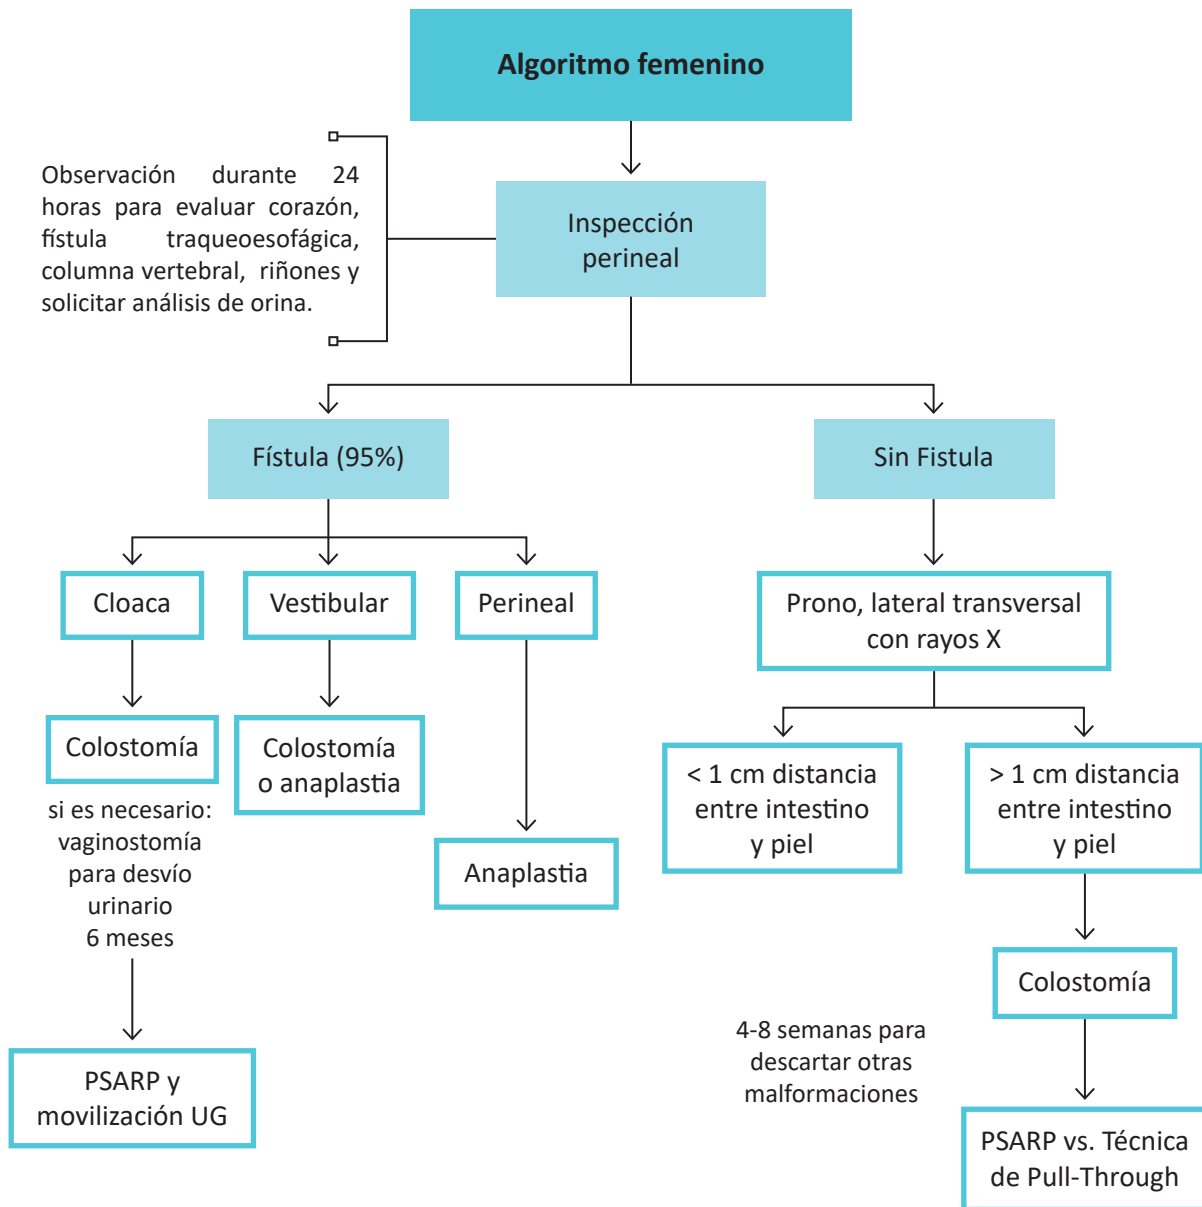 Algoritmo femenino
Observación durante 24
horas para evaluar corazón,
fístula traqueoesofágica,
columna vertebral, riñones y
solicitar análisis de orina.
Inspección
perineal
Fístula (95%)
Sin Fistula
Cloaca
Vestibular
Perineal
Prono, lateral transversal
con rayos X
Colostomía
Colostomía
o anaplastia
< 1 cm distancia
entre intestino
y piel
> 1 cm distancia
entre intestino
y piel
si es necesario:
vaginostomía
para desvío
urinario
6 meses
Anaplastia
Colostomía
4-8 semanas para
descartar otras
malformaciones
PSARP y
movilización UG
PSARP vs. Técnica
de Pull-Through